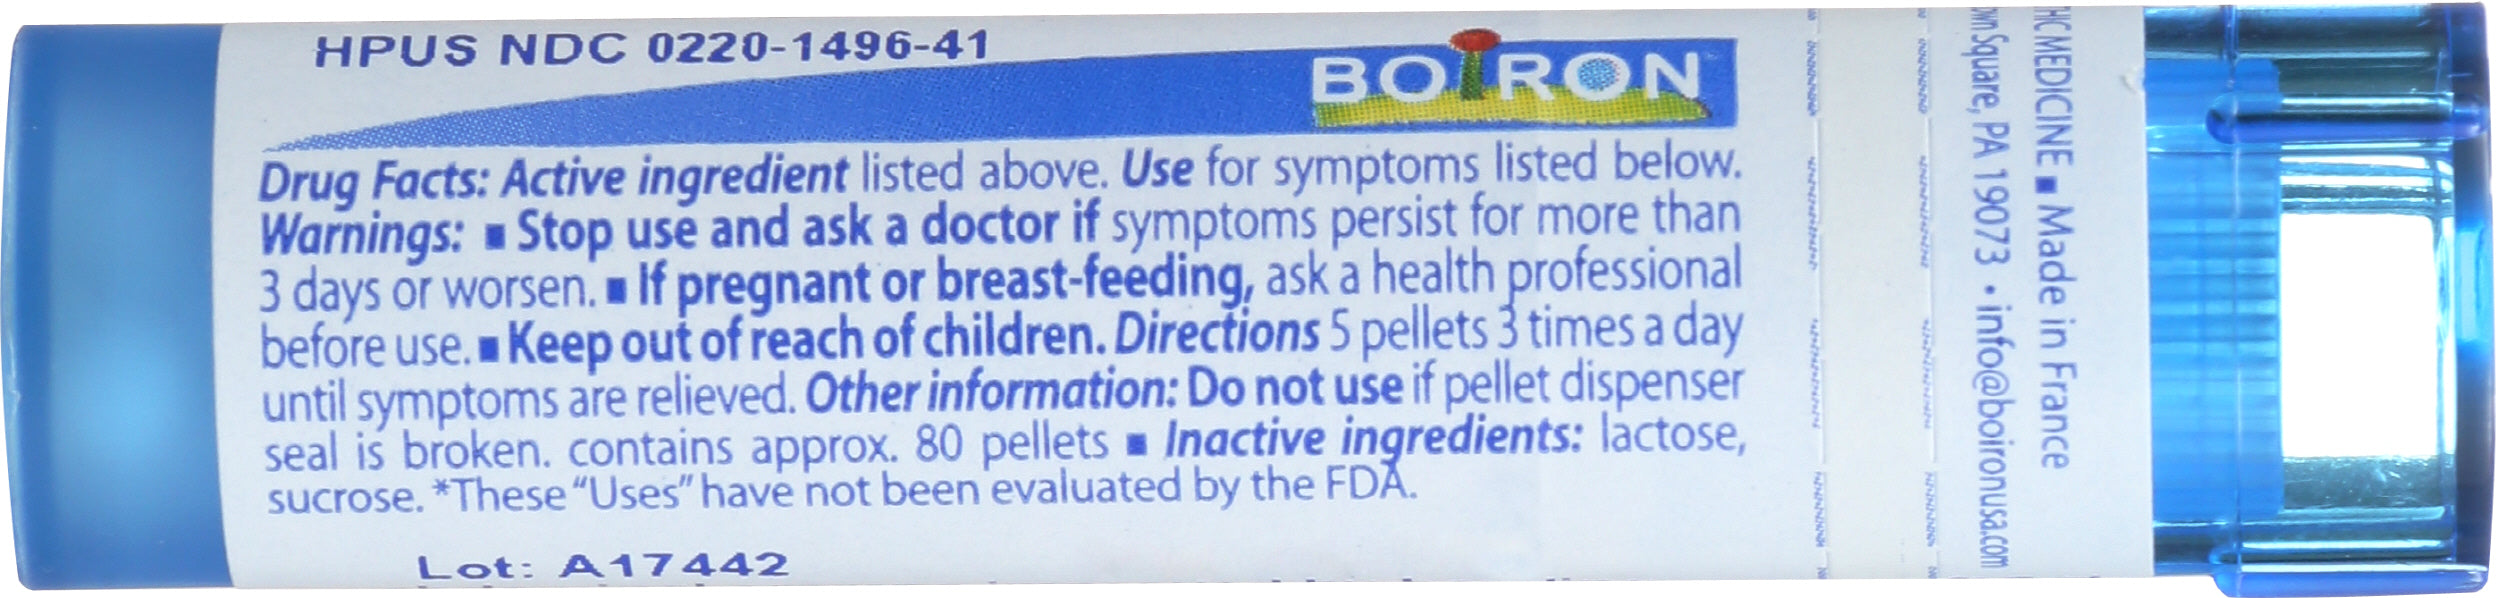 HPUS NDC 0220-1496-41
BOIRON
Drug Facts: Active ingredient listed above. Use for symptoms listed below.
Warnings: ■ Stop use and ask a doctor if symptoms persist for more than
3 days or worsen. ■ If pregnant or breast-feeding, ask a health professional
before use. ■ Keep out of reach of children. Directions 5 pellets 3 times a day
until symptoms are relieved. Other information: Do not use if pellet dispenser
seal is broken. contains approx. 80 pellets ■ Inactive ingredients: lactose,
sucrose. *These “Uses” have not been evaluated by the FDA.
Lot: A17442
MEDICINE ■ Made in France
Square, PA 19073 • info@boironusa.com